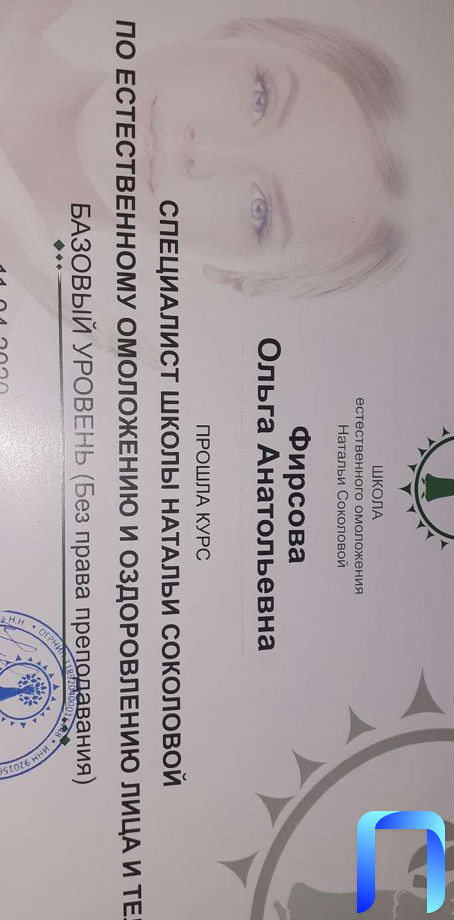 ШКОЛА
естественного омоложения
Натальи Соколовой
Фирсова
Ольга Анатольевна
ПРОШЛА КУРС
СПЕЦИАЛИСТ ШКОЛЫ НАТАЛЬИ СОКОЛОВОЙ
ПО ЕСТЕСТВЕННОМУ ОМОЛОЖЕНИЮ И ОЗДОРОВЛЕНИЮ ЛИЦА И
БАЗОВЫЙ УРОВЕНЬ (Без права преподавания)